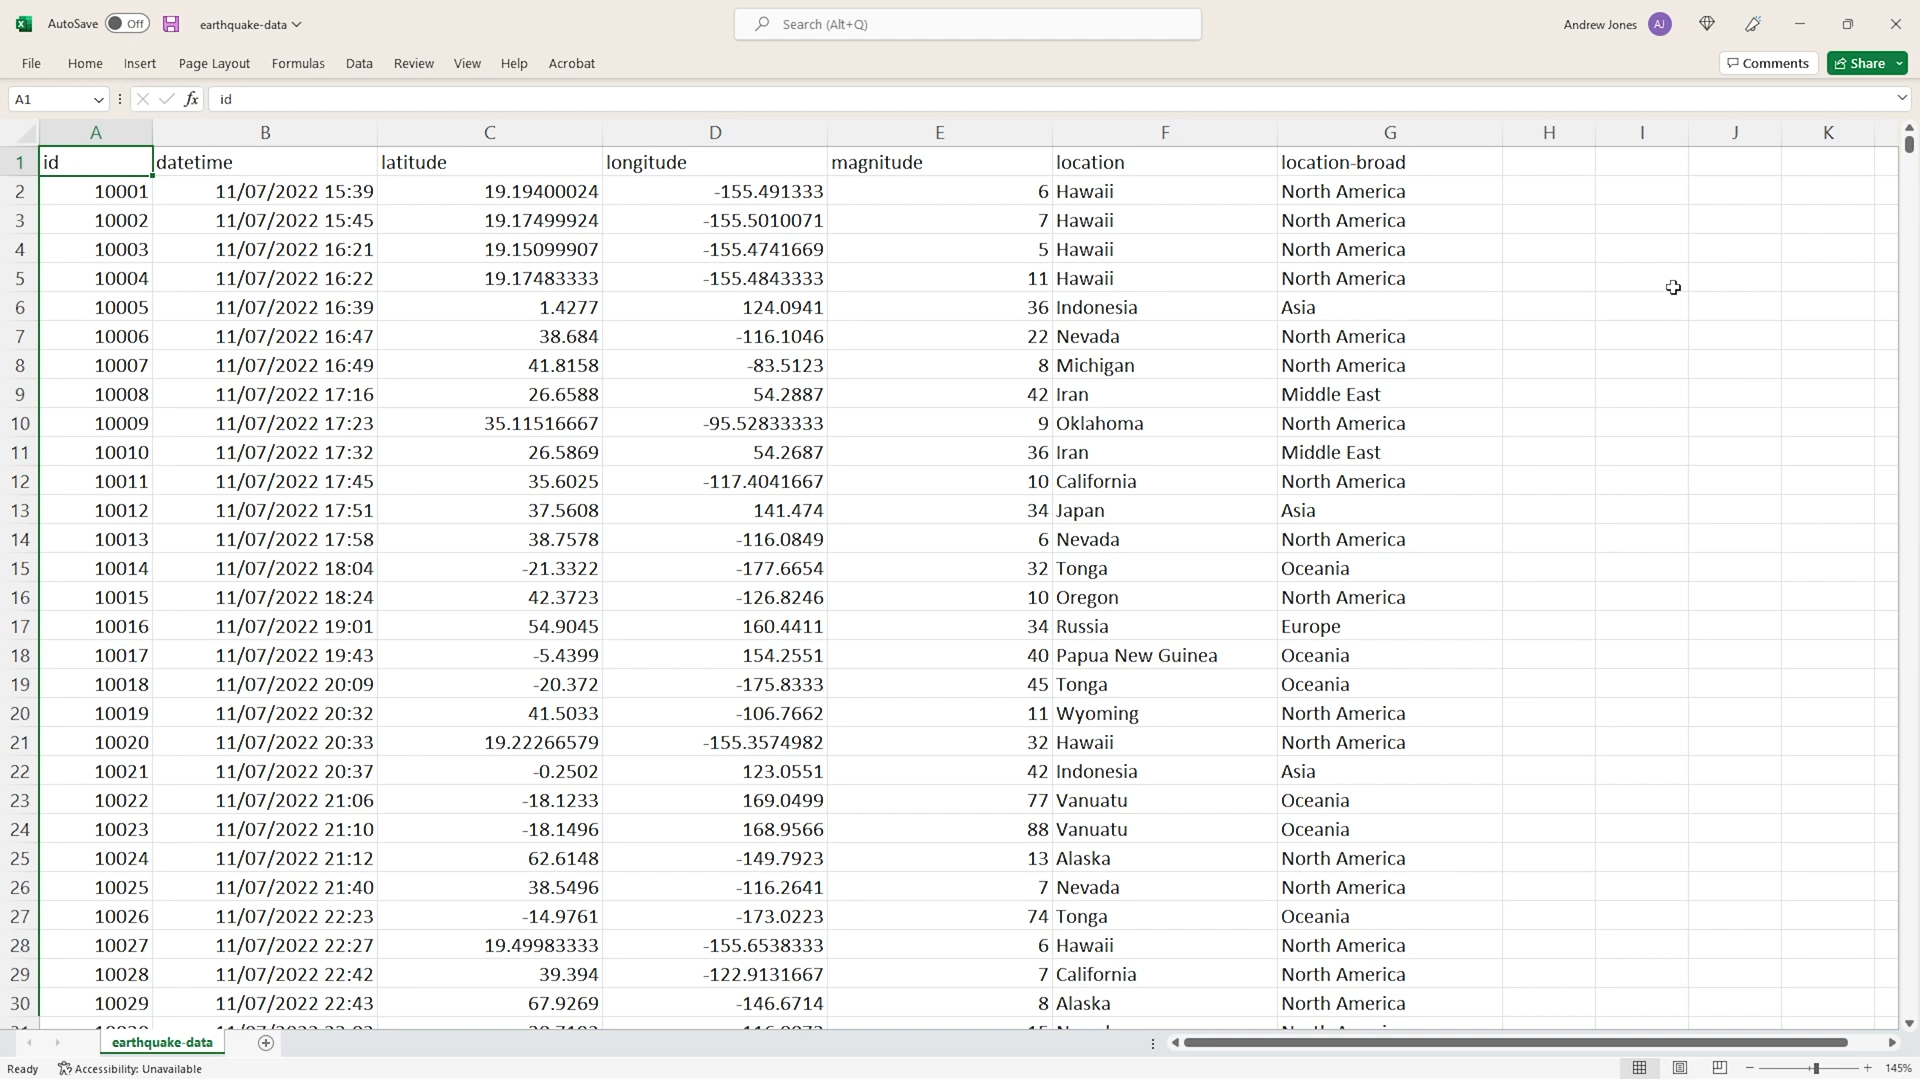 AutoSave Off earthquake-data Search (Alt+Q) Andrew Jones AJ
File Home Insert Page Layout Formulas Data Review View Help Acrobat Comments Share
A1 fx id
A B C D E F G H I J K
1 id datetime latitude longitude magnitude location location-broad
2 10001 11/07/2022 15:39 19.19400024 -155.491333 6 Hawaii North America
3 10002 11/07/2022 15:45 19.17499924 -155.5010071 7 Hawaii North America
4 10003 11/07/2022 16:21 19.15099907 -155.4741669 5 Hawaii North America
5 10004 11/07/2022 16:22 19.17483333 -155.4843333 11 Hawaii North America
6 10005 11/07/2022 16:39 1.4277 124.0941 36 Indonesia Asia
7 10006 11/07/2022 16:47 38.684 -116.1046 22 Nevada North America
8 10007 11/07/2022 16:49 41.8158 -83.5123 8 Michigan North America
9 10008 11/07/2022 17:16 26.6588 54.2887 42 Iran Middle East
10 10009 11/07/2022 17:23 35.11516667 -95.52833333 9 Oklahoma North America
11 10010 11/07/2022 17:32 26.5869 54.2687 36 Iran Middle East
12 10011 11/07/2022 17:45 35.6025 -117.4041667 10 California North America
13 10012 11/07/2022 17:51 37.5608 141.474 34 Japan Asia
14 10013 11/07/2022 17:58 38.7578 -116.0849 6 Nevada North America
15 10014 11/07/2022 18:04 -21.3322 -177.6654 32 Tonga Oceania
16 10015 11/07/2022 18:24 42.3723 -126.8246 10 Oregon North America
17 10016 11/07/2022 19:01 54.9045 160.4411 34 Russia Europe
18 10017 11/07/2022 19:43 -5.4399 154.2551 40 Papua New Guinea Oceania
19 10018 11/07/2022 20:09 -20.372 -175.8333 45 Tonga Oceania
20 10019 11/07/2022 20:32 41.5033 -106.7662 11 Wyoming North America
21 10020 11/07/2022 20:33 19.22266579 -155.3574982 32 Hawaii North America
22 10021 11/07/2022 20:37 -0.2502 123.0551 42 Indonesia Asia
23 10022 11/07/2022 21:06 -18.1233 169.0499 77 Vanuatu Oceania
24 10023 11/07/2022 21:10 -18.1496 168.9566 88 Vanuatu Oceania
25 10024 11/07/2022 21:12 62.6148 -149.7923 13 Alaska North America
26 10025 11/07/2022 21:40 38.5496 -116.2641 7 Nevada North America
27 10026 11/07/2022 22:23 -14.9761 -173.0223 74 Tonga Oceania
28 10027 11/07/2022 22:27 19.49983333 -155.6538333 6 Hawaii North America
29 10028 11/07/2022 22:42 39.394 -122.9131667 7 California North America
30 10029 11/07/2022 22:43 67.9269 -146.6714 8 Alaska North America
earthquake-data
Ready Accessibility: Unavailable 145%